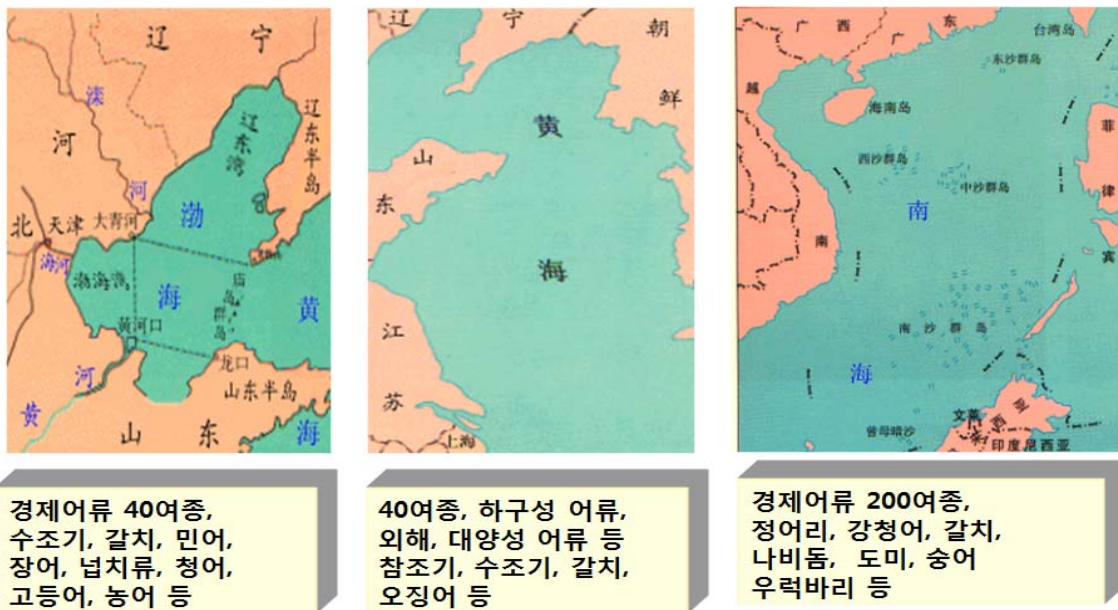 辽 宁
滦
河
辽东湾
辽东半岛
河
渤
北
天津
大青河
海河
渤海湾
海
庙岛群岛
黄
黄河口
龙口
河
山东半岛
黄
山 东
海
辽 宁
朝鲜
黄
山东
海
江苏
上海
广 西
广 东
台湾岛
东沙群岛
越南
海南岛
菲律宾
西沙群岛
中沙群岛
南
南沙群岛
海
文莱
曾母暗沙
印度尼西亚
경제어류 40여종,
수조기, 갈치, 민어,
장어, 넙치류, 청어,
고등어, 농어 등
40여종, 하구성 어류,
외해, 대양성 어류 등
참조기, 수조기, 갈치,
오징어 등
경제어류 200여종,
정어리, 강청어, 갈치,
나비돔, 도미, 숭어
우럭바리 등